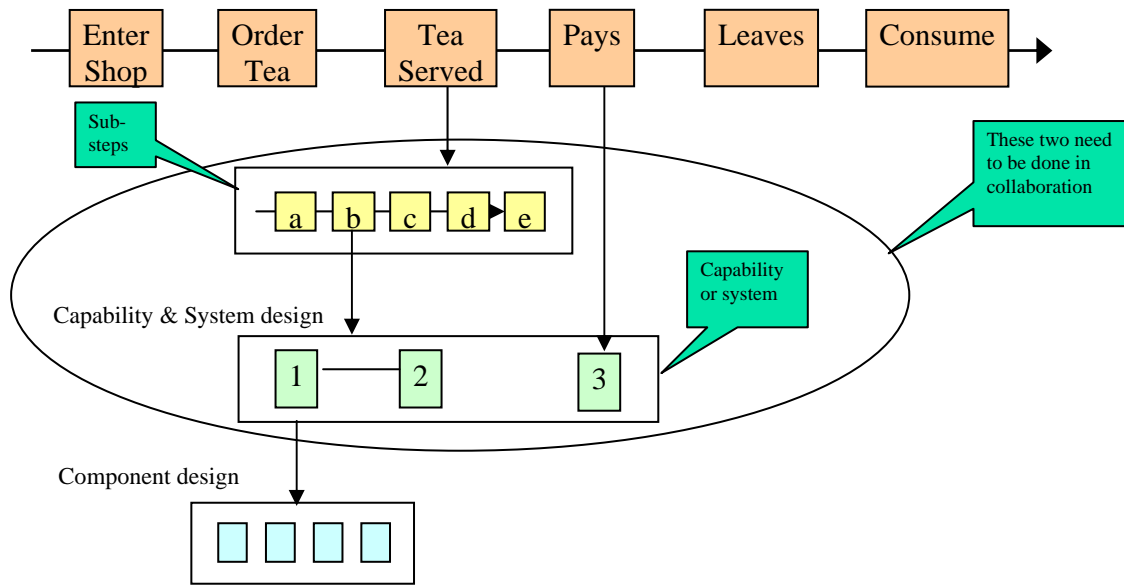 Enter
Shop
Order
Tea
Tea
Served
Pays
Leaves
Consume
Sub-
steps
These two need
to be done in
collaboration
a
b
c
d
e
Capability
or system
Capability & System design
1
2
3
Component design